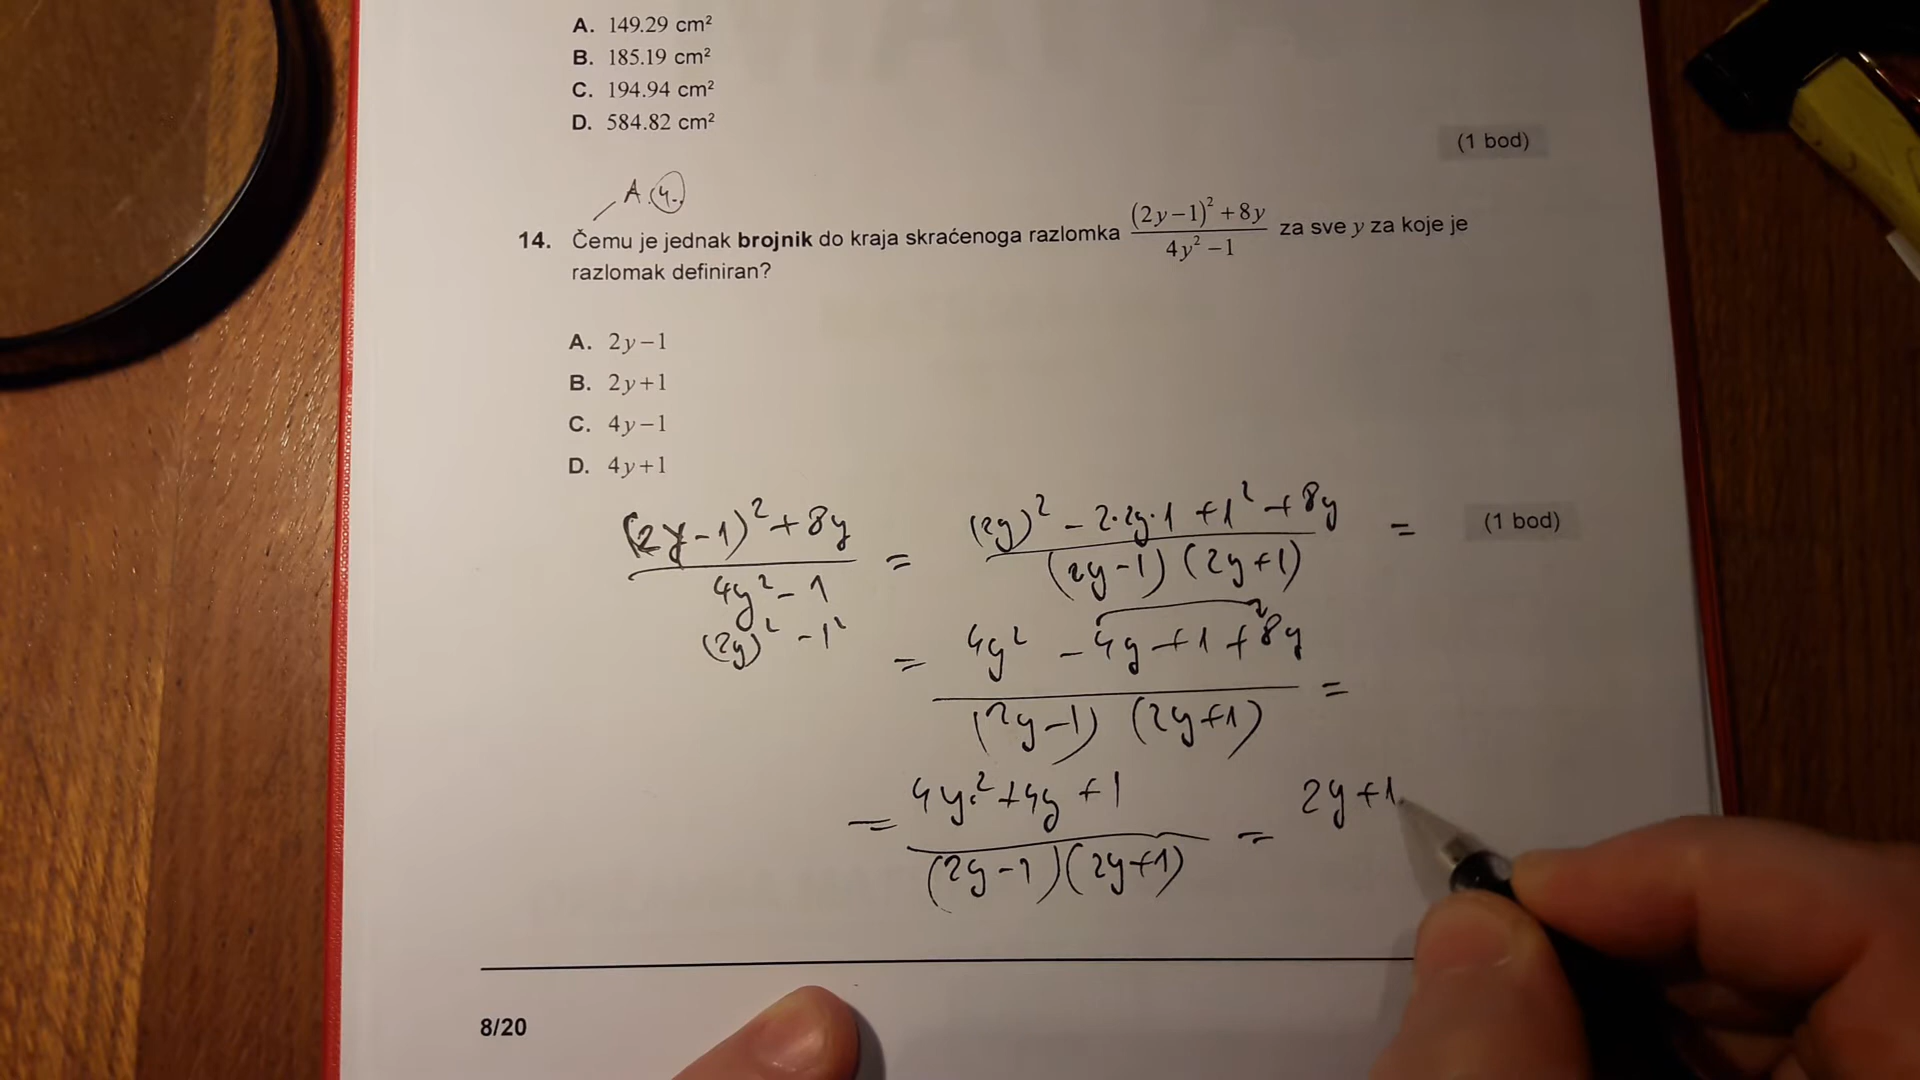 A. 149.29 cm²
B. 185.19 cm²
C. 194.94 cm²
D. 584.82 cm²
(1 bod)
A.(4.)
14. Čemu je jednak brojnik do kraja skraćenoga razlomka ((2y−1)²+8y)/(4y²−1) za sve y za koje je
razlomak definiran?
A. 2y−1
B. 2y+1
C. 4y−1
D. 4y+1
(1 bod)
((2y−1)²+8y)/(4y²−1) = ((2y)²−2·2y·1+1²+8y)/((2y−1)(2y+1)) =
(2y)²−1²
= (4y²−4y+1+8y)/((2y−1)(2y+1)) =
= (4y²+4y+1)/((2y−1)(2y+1)) = 2y+1
8/20